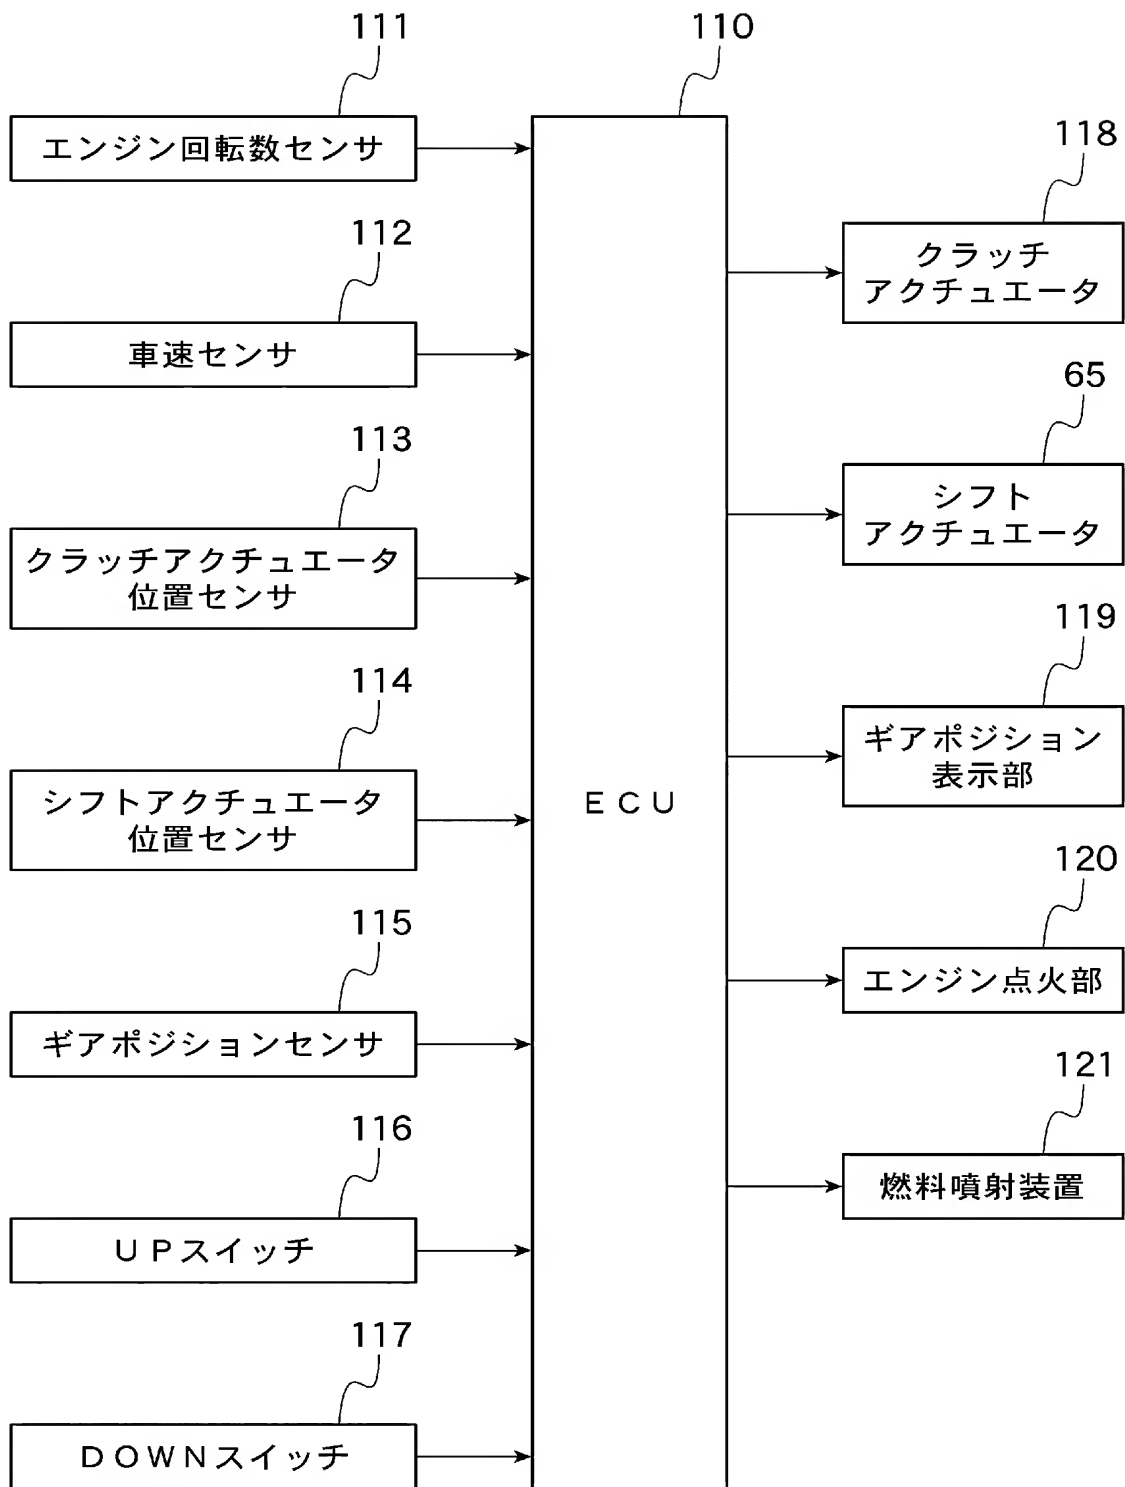 111
エンジン回転数センサ
112
車速センサ
113
クラッチアクチュエータ
位置センサ
114
シフトアクチュエータ
位置センサ
115
ギアポジションセンサ
116
ＵＰスイッチ
117
ＤＯＷＮスイッチ
110
ＥＣＵ
118
クラッチ
アクチュエータ
65
シフト
アクチュエータ
119
ギアポジション
表示部
120
エンジン点火部
121
燃料噴射装置